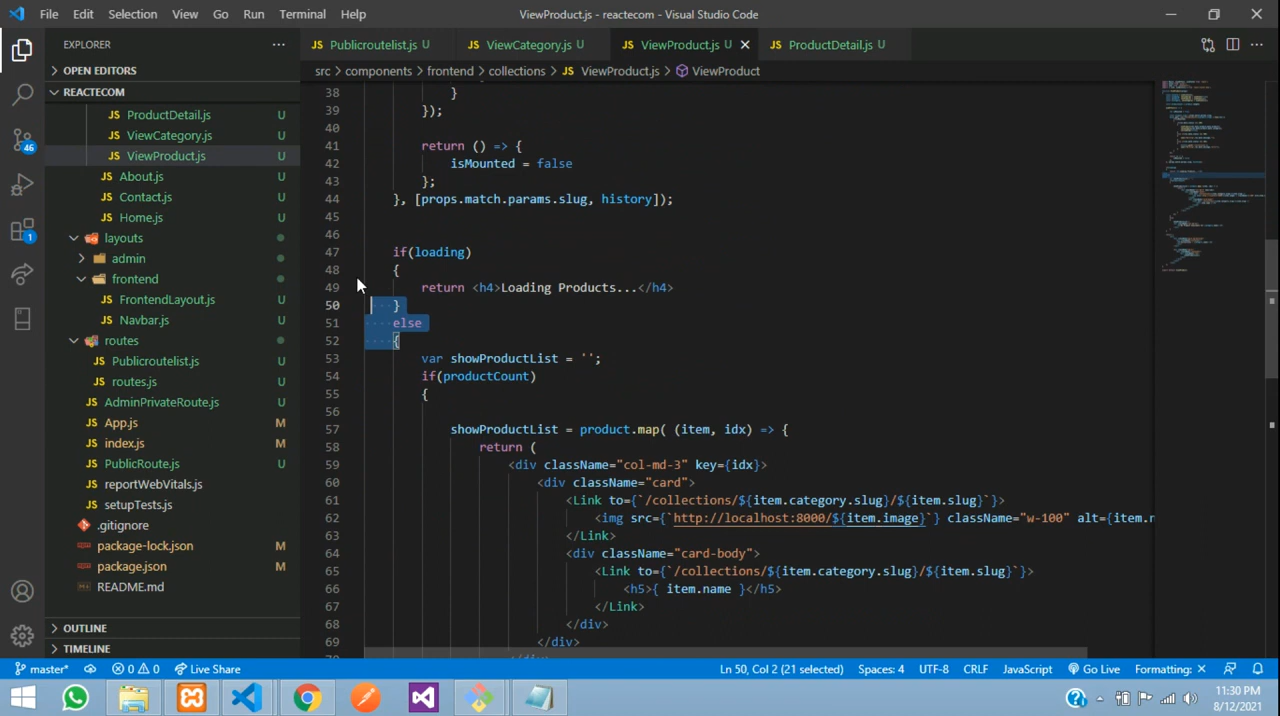 File Edit Selection View Go Run Terminal Help
ViewProduct.js - reactecom - Visual Studio Code
EXPLORER
OPEN EDITORS
REACTECOM
ProductDetail.js U
ViewCategory.js U
ViewProduct.js U
About.js U
Contact.js U
Home.js U
layouts
admin
frontend
FrontendLayout.js U
Navbar.js U
routes
Publicroutelist.js U
routes.js U
AdminPrivateRoute.js U
App.js M
index.js M
PublicRoute.js U
reportWebVitals.js
setupTests.js
.gitignore
package-lock.json M
package.json M
README.md
OUTLINE
TIMELINE
46
1
JS Publicroutelist.js U JS ViewCategory.js U JS ViewProduct.js U JS ProductDetail.js U
src > components > frontend > collections > JS ViewProduct.js > ViewProduct
38 }
39 });
40
41 return () => {
42 isMounted = false
43 };
44 }, [props.match.params.slug, history]);
45
46
47 if(loading)
48 {
49 return <h4>Loading Products...</h4>
50 }
51 else
52 {
53 var showProductList = '';
54 if(productCount)
55 {
56
57 showProductList = product.map( (item, idx) => {
58 return (
59 <div className="col-md-3" key={idx}>
60 <div className="card">
61 <Link to={`/collections/${item.category.slug}/${item.slug}`}>
62 <img src={`http://localhost:8000/${item.image}`} className="w-100" alt={item.n
63 </Link>
64 <div className="card-body">
65 <Link to={`/collections/${item.category.slug}/${item.slug}`}>
66 <h5>{ item.name }</h5>
67 </Link>
68 </div>
69 </div>
master* 0 0 Live Share
Ln 50, Col 2 (21 selected) Spaces: 4 UTF-8 CRLF JavaScript Go Live Formatting: ×
11:30 PM
8/12/2021